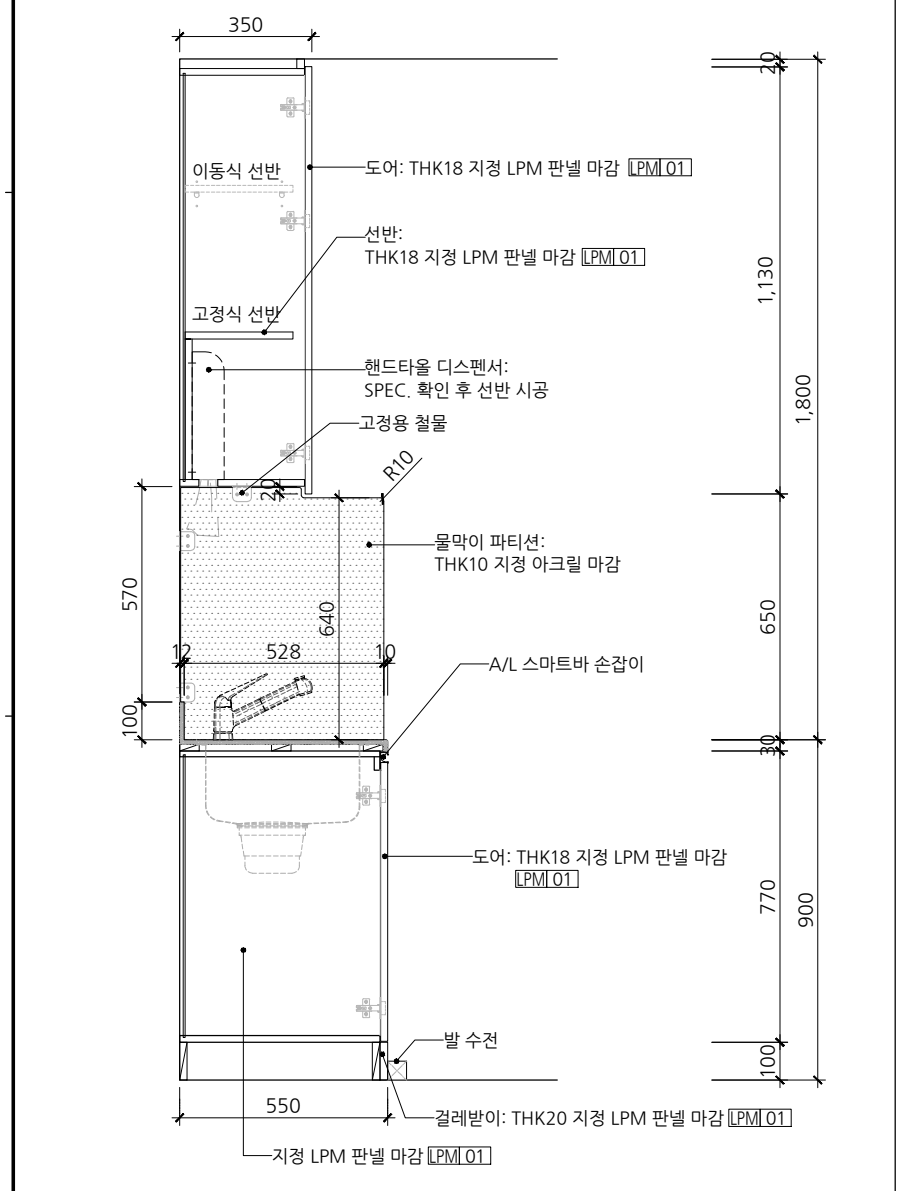 350
20
이동식 선반
도어: THK18 지정 LPM 판넬 마감 LPM 01
선반:
THK18 지정 LPM 판넬 마감 LPM 01
1,130
고정식 선반
핸드타올 디스펜서:
SPEC. 확인 후 선반 시공
1,800
고정용 철물
R10
20
물막이 파티션:
THK10 지정 아크릴 마감
570
640
650
12
528
10
A/L 스마트바 손잡이
100
30
도어: THK18 지정 LPM 판넬 마감
LPM 01
770
900
발 수전
100
550
걸레받이: THK20 지정 LPM 판넬 마감 LPM 01
지정 LPM 판넬 마감 LPM 01